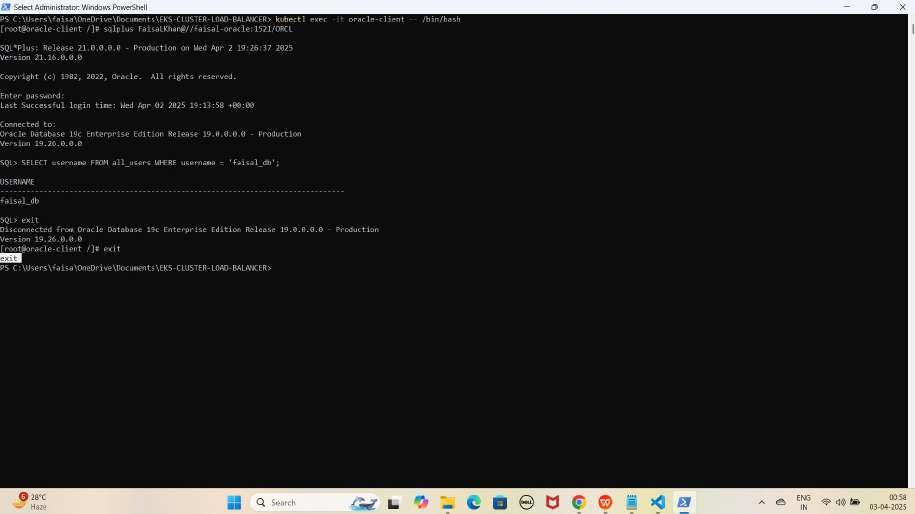 Select Administrator: Windows PowerShell
PS C:\Users\faisa\OneDrive\Documents\EKS-CLUSTER-LOAD-BALANCER> kubectl exec -it oracle-client -- /bin/bash
[root@oracle-client /]# sqlplus FaisaLKhan@//faisal-oracle:1521/ORCL
SQL*Plus: Release 21.0.0.0.0 - Production on Wed Apr 2 19:26:37 2025
Version 21.16.0.0.0
Copyright (c) 1982, 2022, Oracle.  All rights reserved.
Enter password:
Last Successful login time: Wed Apr 02 2025 19:13:58 +00:00
Connected to:
Oracle Database 19c Enterprise Edition Release 19.0.0.0.0 - Production
Version 19.26.0.0.0
SQL> SELECT username FROM all_users WHERE username = 'faisal_db';
USERNAME
--------------------------------------------------------------------------------
faisal_db
SQL> exit
Disconnected from Oracle Database 19c Enterprise Edition Release 19.0.0.0.0 - Production
Version 19.26.0.0.0
[root@oracle-client /]# exit
exit
PS C:\Users\faisa\OneDrive\Documents\EKS-CLUSTER-LOAD-BALANCER>
6
28°C
Haze
Search
DELL
ENG
IN
00:58
03-04-2025